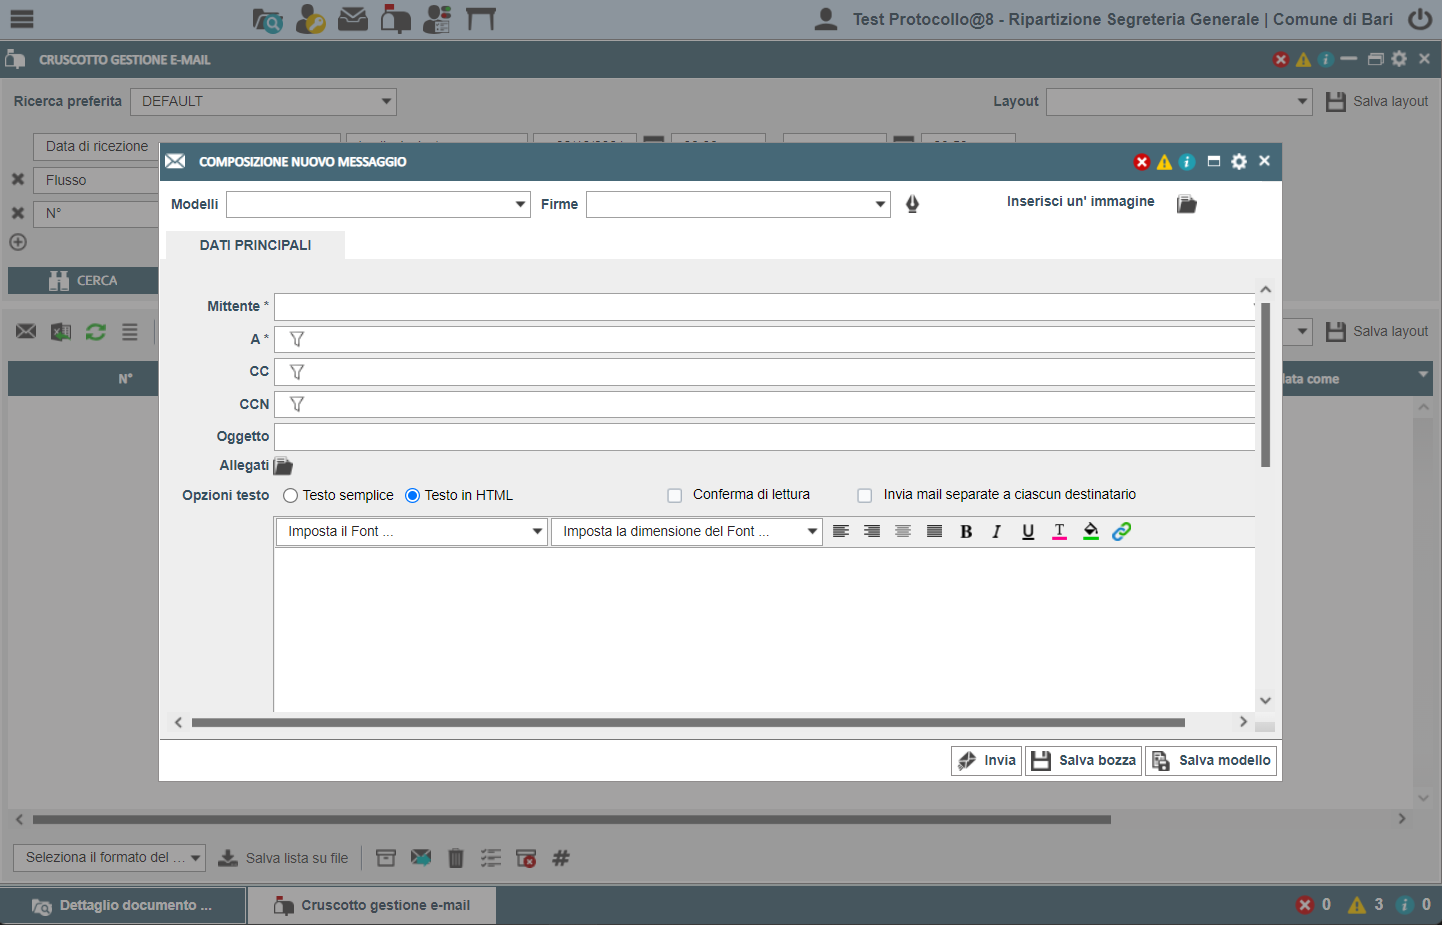 Test Protocollo@8 - Ripartizione Segreteria Generale | Comune di Bari
CRUSCOTTO GESTIONE E-MAIL
Ricerca preferita DEFAULT Layout Salva layout
Data di ricezione
Flusso
N°
CERCA
Salva layout
N° lata come
COMPOSIZIONE NUOVO MESSAGGIO
Modelli Firme Inserisci un' immagine
DATI PRINCIPALI
Mittente *
A *
CC
CCN
Oggetto
Allegati
Opzioni testo Testo semplice Testo in HTML Conferma di lettura Invia mail separate a ciascun destinatario
Imposta il Font ... Imposta la dimensione del Font ... B I U T
Invia Salva bozza Salva modello
Seleziona il formato del ... Salva lista su file #
Dettaglio documento ... Cruscotto gestione e-mail 0 3 0